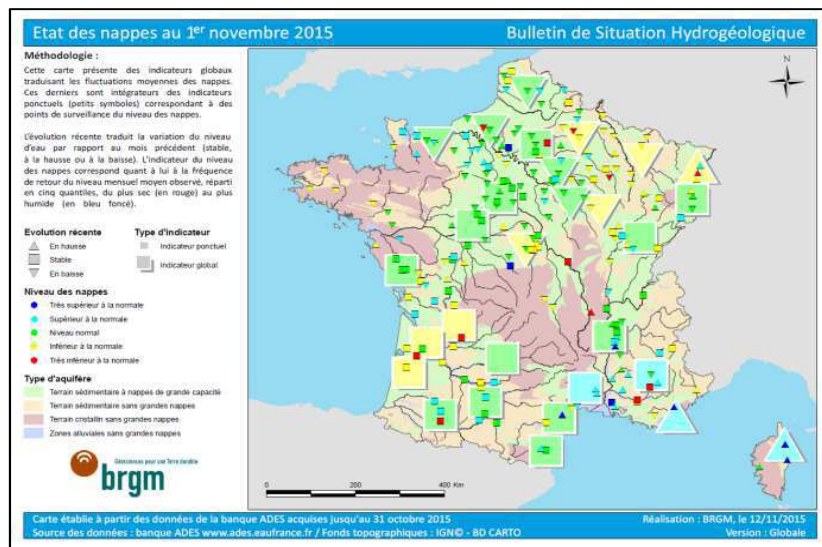 Etat des nappes au 1er novembre 2015
Bulletin de Situation Hydrogéologique
Méthodologie :
Cette carte présente des indicateurs globaux
traduisant les fluctuations moyennes des nappes.
Ces derniers sont intégrateurs des indicateurs
ponctuels (petits symboles) correspondant à des
points de surveillance du niveau des nappes.
L'évolution récente traduit la variation du niveau
d'eau par rapport au mois précédent (stable,
à la hausse ou à la baisse). L'indicateur du niveau
des nappes correspond quant à lui à la fréquence
de retour du niveau mensuel moyen observé, réparti
en cinq quantiles, du plus sec (en rouge) au plus
humide (en bleu foncé).
Evolution récente
En hausse
Stable
En baisse
Type d'indicateur
Indicateur ponctuel
Indicateur global
Niveau des nappes
Très supérieur à la normale
Supérieur à la normale
Niveau normal
Inférieur à la normale
Très inférieur à la normale
Type d'aquifère
Terrain sédimentaire à nappes de grande capacité
Terrain sédimentaire sans grandes nappes
Terrain cristallin sans grandes nappes
Zones alluviales sans grandes nappes
Géosciences pour une Terre durable
brgm
N
0 200 400 Km
Carte établie à partir des données de la banque ADES acquises jusqu'au 31 octobre 2015
Source des données : banque ADES www.ades.eaufrance.fr / Fonds topographiques : IGN© - BD CARTO
Réalisation : BRGM, le 12/11/2015
Version : Globale